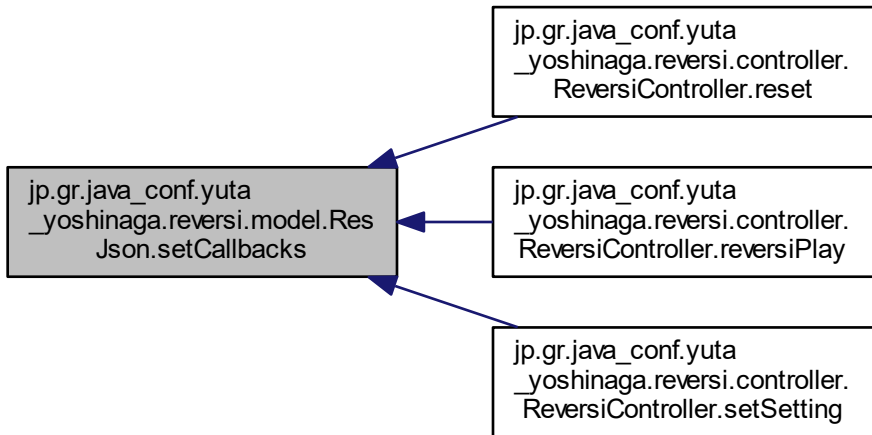 jp.gr.java_conf.yuta
_yoshinaga.reversi.model.Res
Json.setCallbacks
jp.gr.java_conf.yuta
_yoshinaga.reversi.controller.
ReversiController.reset
jp.gr.java_conf.yuta
_yoshinaga.reversi.controller.
ReversiController.reversiPlay
jp.gr.java_conf.yuta
_yoshinaga.reversi.controller.
ReversiController.setSetting